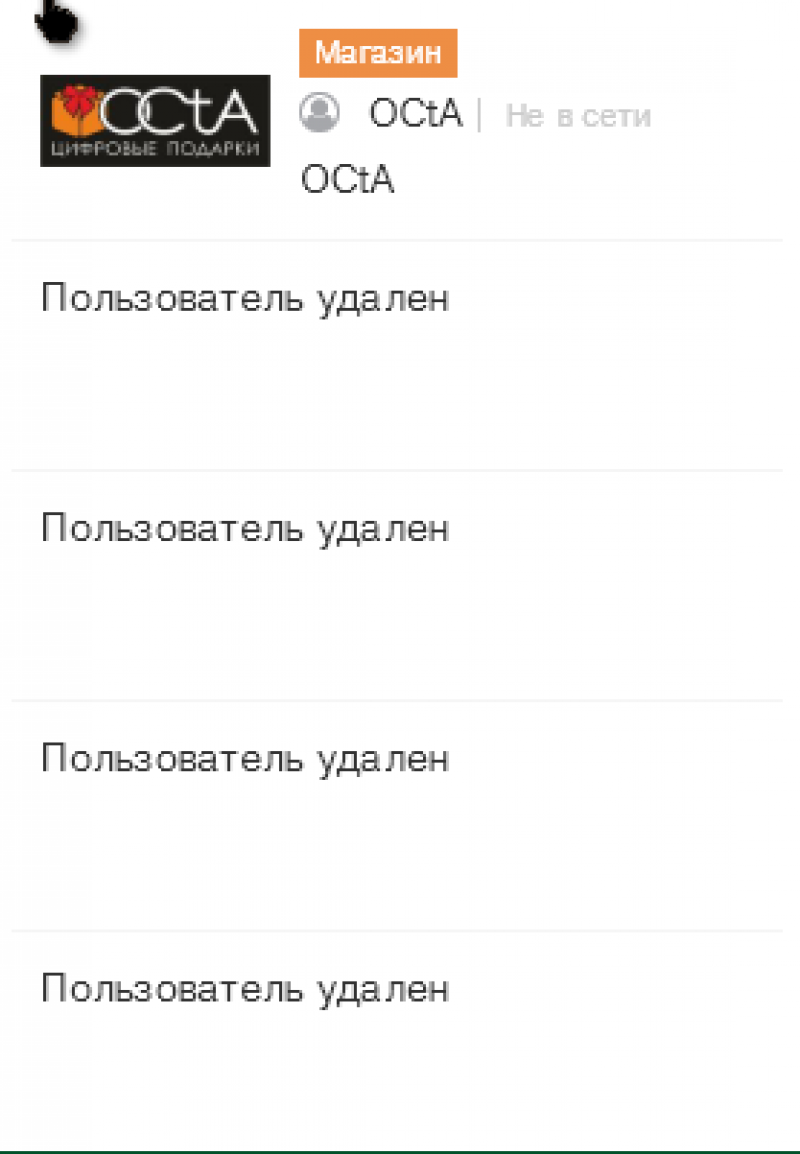 Магазин
OCtA
ЦИФРОВЫЕ ПОДАРКИ
OCtA | Не в сети
OCtA
Пользователь удален
Пользователь удален
Пользователь удален
Пользователь удален